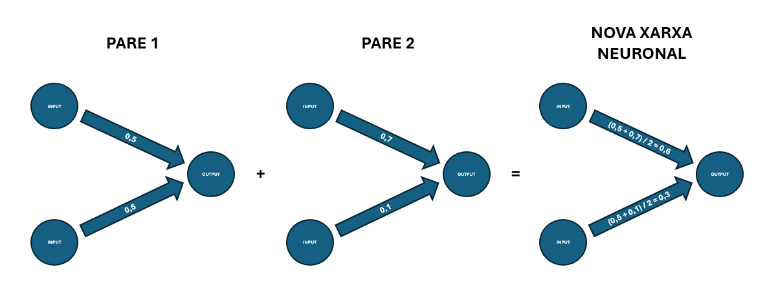 PARE 1
INPUT
0,5
INPUT
0,5
OUTPUT
+
PARE 2
INPUT
0,7
INPUT
0,1
OUTPUT
=
NOVA XARXA
NEURONAL
INPUT
(0,5 + 0,7) / 2 = 0,6
INPUT
(0,5 + 0,1) / 2 = 0,3
OUTPUT